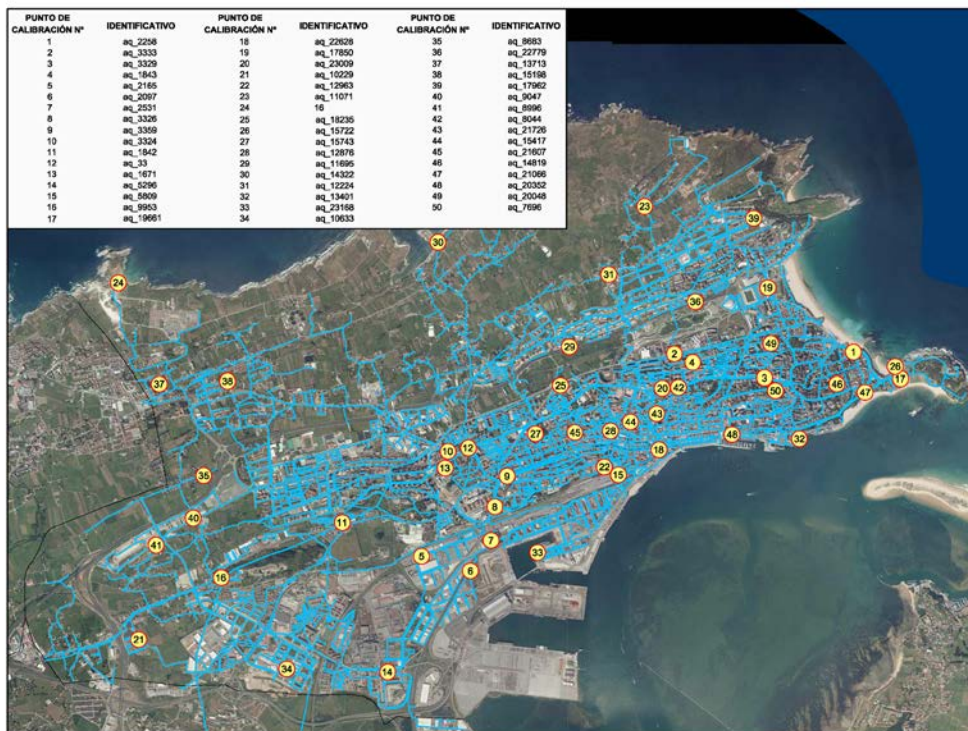 PUNTO DE CALIBRACIÓN Nº IDENTIFICATIVO PUNTO DE CALIBRACIÓN Nº IDENTIFICATIVO PUNTO DE CALIBRACIÓN Nº IDENTIFICATIVO
1 aq_2258 18 aq_22628 35 aq_8683
2 aq_3333 19 aq_17850 36 aq_22779
3 aq_3329 20 aq_23009 37 aq_13713
4 aq_1843 21 aq_10229 38 aq_15198
5 aq_2165 22 aq_12963 39 aq_17962
6 aq_2097 23 aq_11071 40 aq_9047
7 aq_2531 24 16 41 aq_8996
8 aq_3326 25 aq_18235 42 aq_8044
9 aq_3359 26 aq_15722 43 aq_21726
10 aq_3324 27 aq_15743 44 aq_15417
11 aq_1842 28 aq_12876 45 aq_21607
12 aq_33 29 aq_11695 46 aq_14819
13 aq_1671 30 aq_14322 47 aq_21066
14 aq_5296 31 aq_12224 48 aq_20352
15 aq_5809 32 aq_13401 49 aq_20048
16 aq_9953 33 aq_23168 50 aq_7696
17 aq_19661 34 aq_10633
23
39
30
31
24
19
36
49
29
2
1
4
26
37
38
25
3
17
46
20
42
50
47
44
43
27
45
28
48
32
12
10
18
13
22
15
35
9
8
40
11
7
41
33
5
6
16
21
34
14